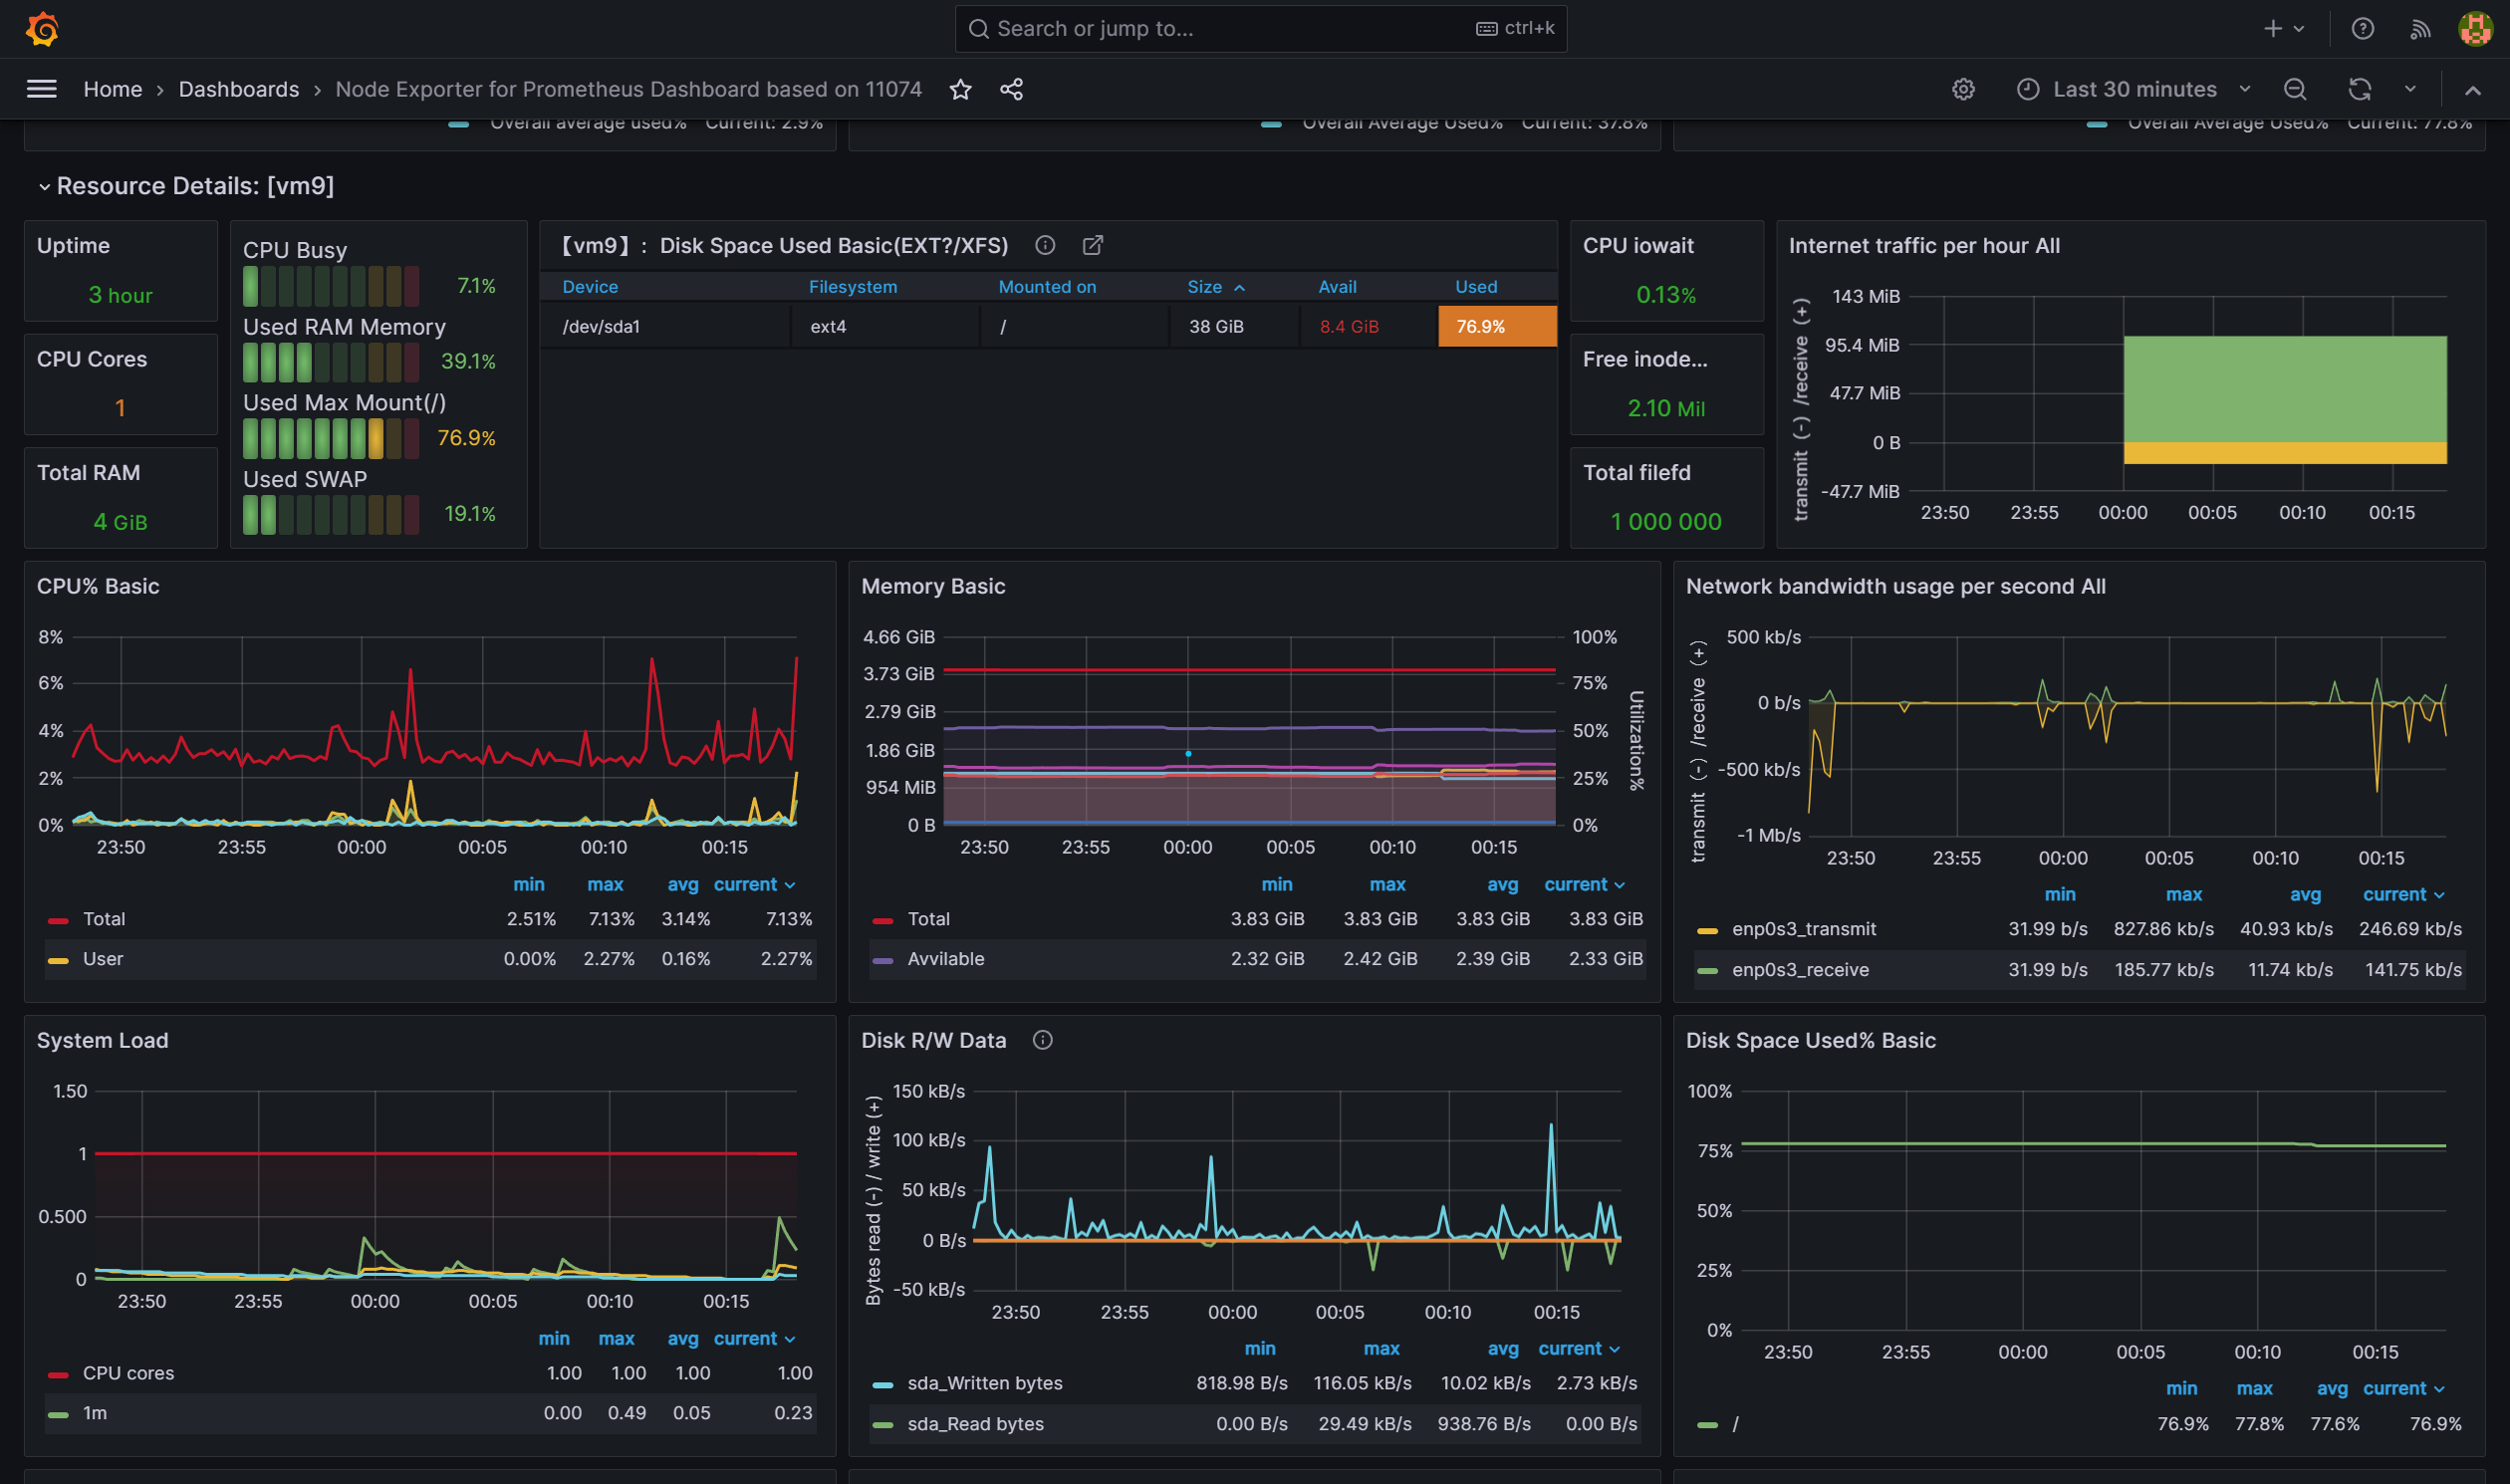 Search or jump to...
ctrl+k
Home › Dashboards › Node Exporter for Prometheus Dashboard based on 11074
Last 30 minutes
Overall average used% Current: 2.9%
Overall Average Used% Current: 37.8%
Overall Average Used% Current: 77.8%
Resource Details: [vm9]
Uptime
3 hour
CPU Cores
1
Total RAM
4 GiB
CPU Busy
7.1%
Used RAM Memory
39.1%
Used Max Mount(/)
76.9%
Used SWAP
19.1%
【vm9】: Disk Space Used Basic(EXT?/XFS)
Device Filesystem Mounted on Size Avail Used
/dev/sda1 ext4 / 38 GiB 8.4 GiB 76.9%
CPU iowait
0.13%
Free inode...
2.10 Mil
Total filefd
1 000 000
Internet traffic per hour All
transmit (-) /receive (+)
143 MiB
95.4 MiB
47.7 MiB
0 B
-47.7 MiB
23:50 23:55 00:00 00:05 00:10 00:15
CPU% Basic
8%
6%
4%
2%
0%
23:50 23:55 00:00 00:05 00:10 00:15
min max avg current
Total 2.51% 7.13% 3.14% 7.13%
User 0.00% 2.27% 0.16% 2.27%
Memory Basic
4.66 GiB
3.73 GiB
2.79 GiB
1.86 GiB
954 MiB
0 B
100%
75%
50%
25%
0%
Utilization%
23:50 23:55 00:00 00:05 00:10 00:15
min max avg current
Total 3.83 GiB 3.83 GiB 3.83 GiB 3.83 GiB
Avvilable 2.32 GiB 2.42 GiB 2.39 GiB 2.33 GiB
Network bandwidth usage per second All
transmit (-) /receive (+)
500 kb/s
0 b/s
-500 kb/s
-1 Mb/s
23:50 23:55 00:00 00:05 00:10 00:15
min max avg current
enp0s3_transmit 31.99 b/s 827.86 kb/s 40.93 kb/s 246.69 kb/s
enp0s3_receive 31.99 b/s 185.77 kb/s 11.74 kb/s 141.75 kb/s
System Load
1.50
1
0.500
0
23:50 23:55 00:00 00:05 00:10 00:15
min max avg current
CPU cores 1.00 1.00 1.00 1.00
1m 0.00 0.49 0.05 0.23
Disk R/W Data
Bytes read (-) / write (+)
150 kB/s
100 kB/s
50 kB/s
0 B/s
-50 kB/s
23:50 23:55 00:00 00:05 00:10 00:15
min max avg current
sda_Written bytes 818.98 B/s 116.05 kB/s 10.02 kB/s 2.73 kB/s
sda_Read bytes 0.00 B/s 29.49 kB/s 938.76 B/s 0.00 B/s
Disk Space Used% Basic
100%
75%
50%
25%
0%
23:50 23:55 00:00 00:05 00:10 00:15
min max avg current
/ 76.9% 77.8% 77.6% 76.9%